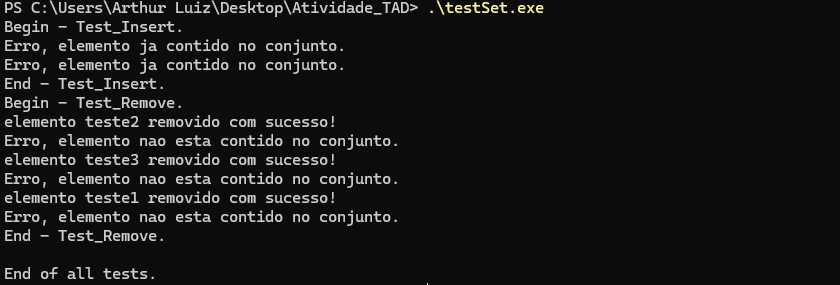 PS C:\Users\Arthur Luiz\Desktop\Atividade_TAD> .\testSet.exe
Begin - Test_Insert.
Erro, elemento ja contido no conjunto.
Erro, elemento ja contido no conjunto.
End - Test_Insert.
Begin - Test_Remove.
elemento teste2 removido com sucesso!
Erro, elemento nao esta contido no conjunto.
elemento teste3 removido com sucesso!
Erro, elemento nao esta contido no conjunto.
elemento teste1 removido com sucesso!
Erro, elemento nao esta contido no conjunto.
End - Test_Remove.

End of all tests.